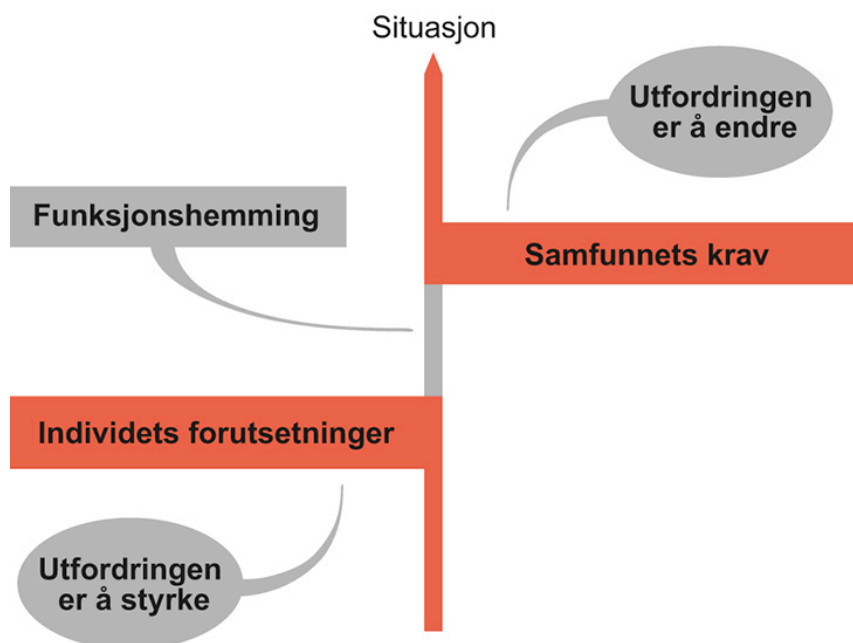 Situasjon
Utfordringen
er å endre
Funksjonshemming
Samfunnets krav
Individets forutsetninger
Utfordringen
er å styrke